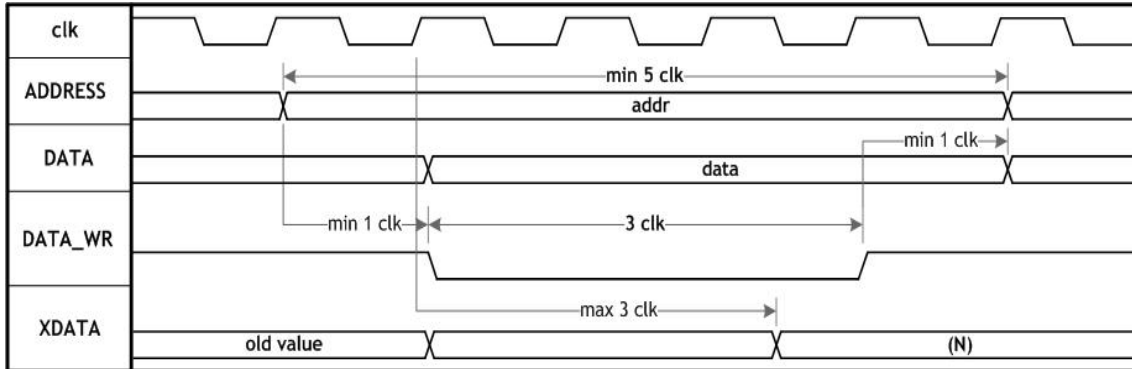 clk
ADDRESS
min 5 clk
addr
DATA
min 1 clk
data
DATA_WR
min 1 clk
3 clk
XDATA
max 3 clk
old value
(N)